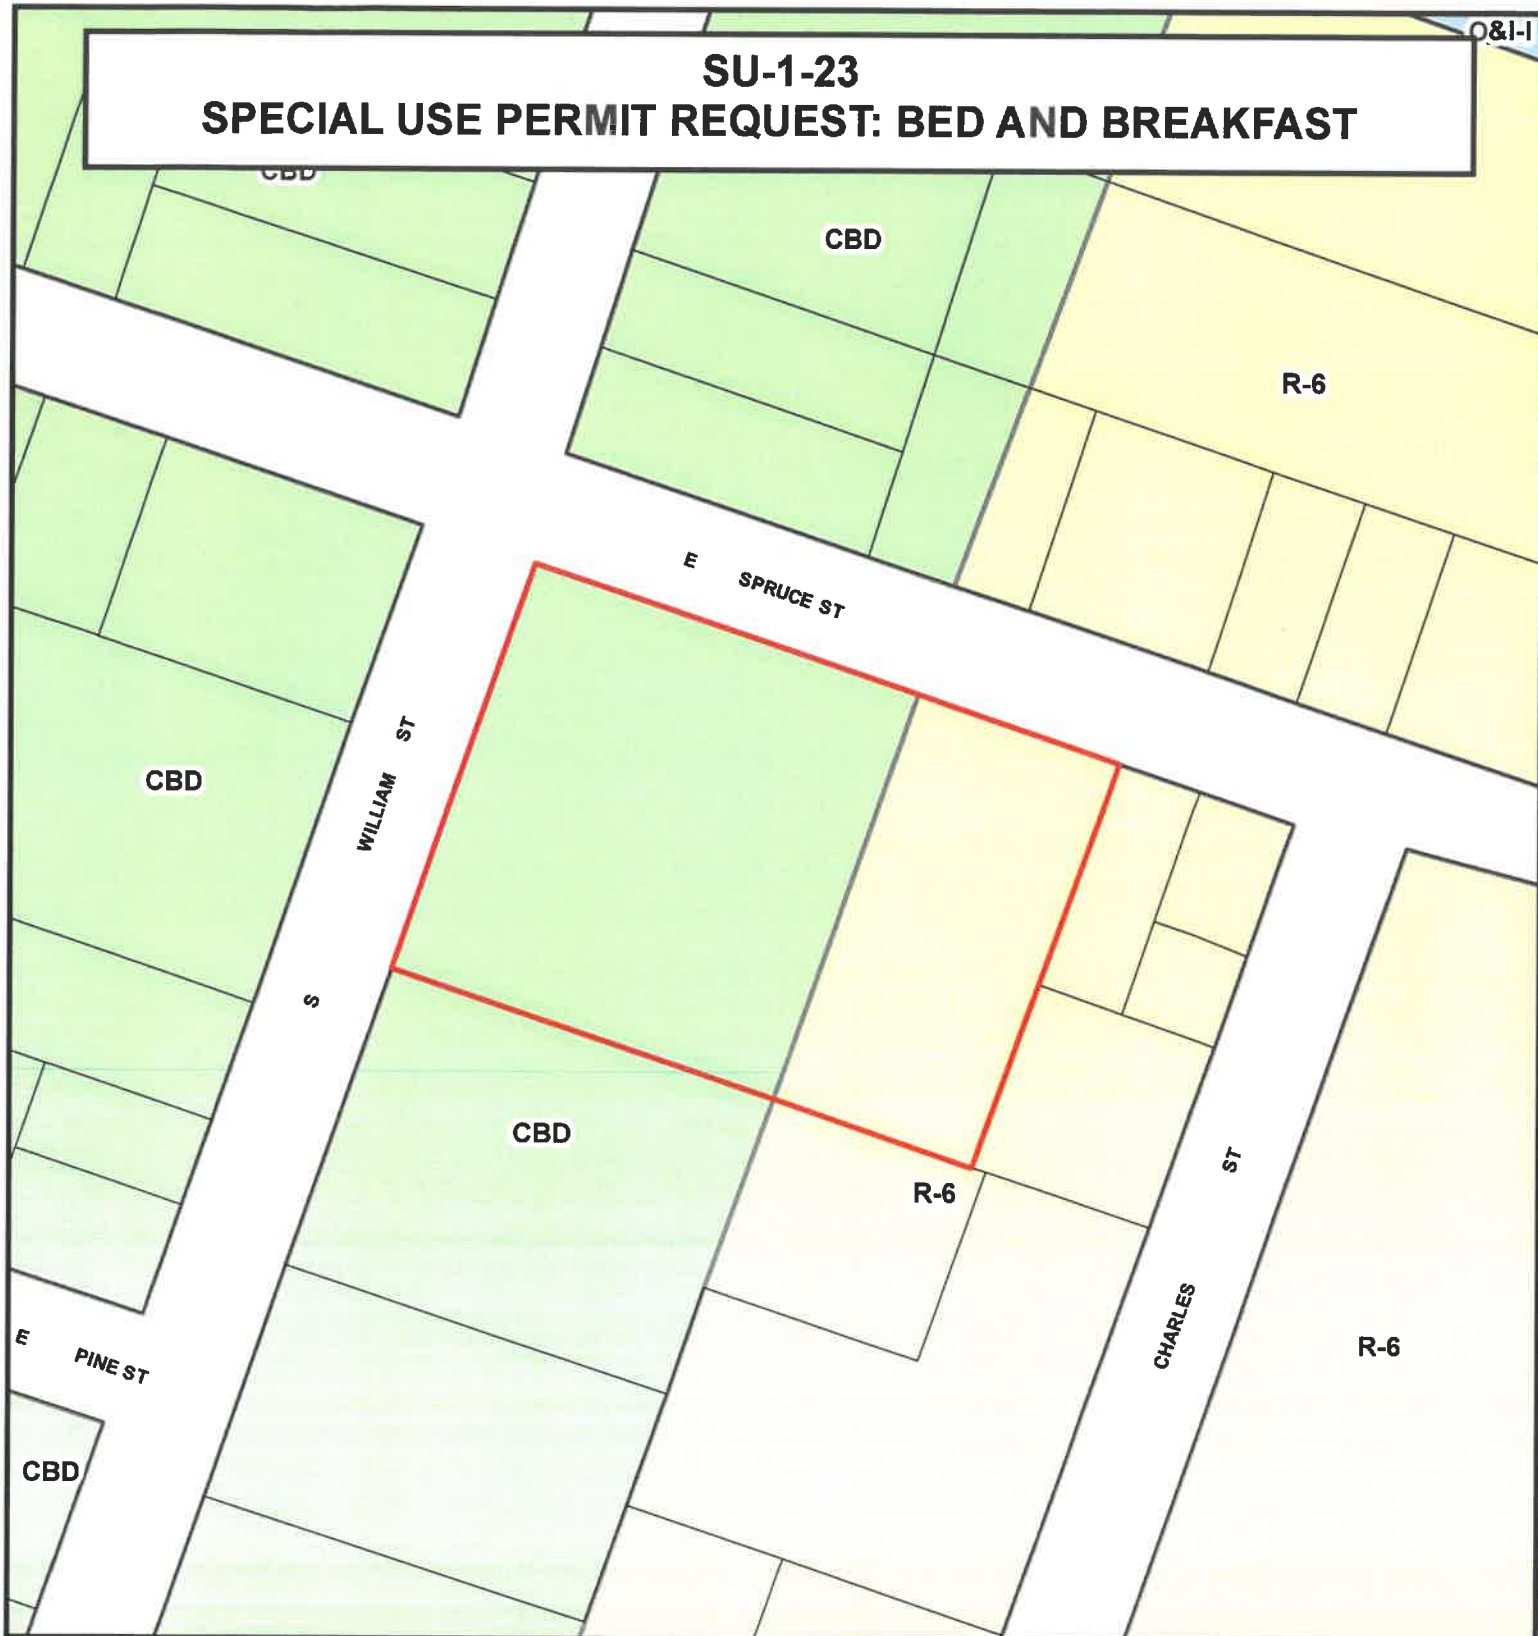 O&I-I
SU-1-23
SPECIAL USE PERMIT REQUEST: BED AND BREAKFAST
CBD
CBD
R-6
E SPRUCE ST
S WILLIAM ST
CBD
CBD
R-6
CHARLES ST
E PINE ST
R-6
CBD